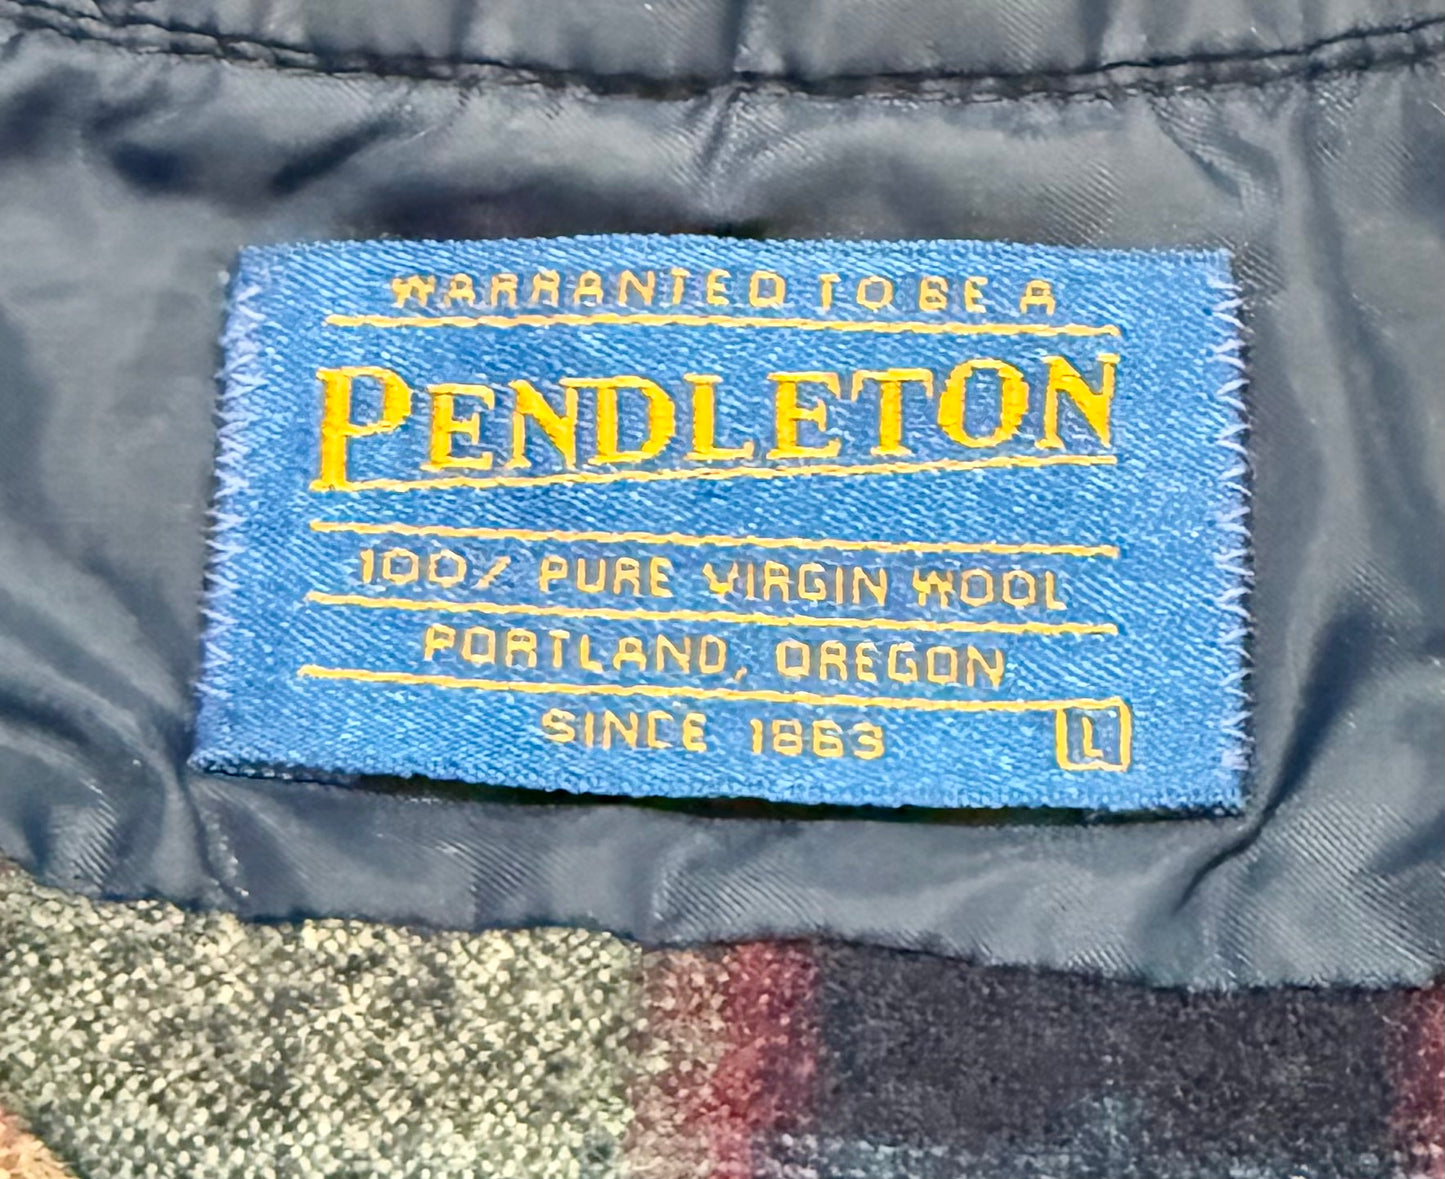 WARRANTED TO BE A
PENDLETON
100% PURE VIRGIN WOOL
PORTLAND, OREGON
SINCE 1863
L